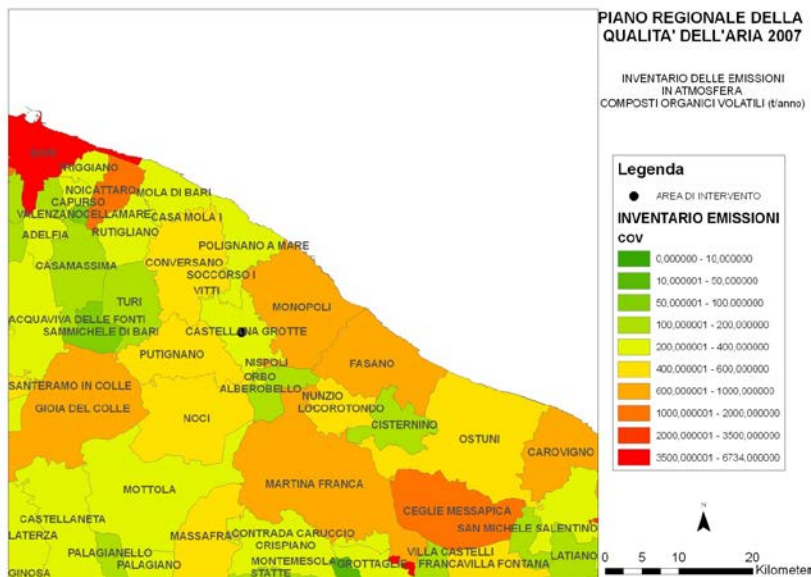 PIANO REGIONALE DELLA
QUALITA' DELL'ARIA 2007
INVENTARIO DELLE EMISSIONI
IN ATMOSFERA
COMPOSTI ORGANICI VOLATILI (t/anno)
Legenda
AREA DI INTERVENTO
INVENTARIO EMISSIONI
COV
0,000000 - 10,000000
10,000001 - 50,000000
50,000001 - 100,000000
100,000001 - 200,000000
200,000001 - 400,000000
400,000001 - 600,000000
600,000001 - 1000,000000
1000,000001 - 2000,000000
2000,000001 - 3500,000000
3500,000001 - 6734,000000
N
0 5 10 20
Kilometer
BARI
TRIGGIANO
NOICATTARO
CAPURSO
MOLA DI BARI
VALENZANO
CELLAMARE
CASA MOLA I
ADELFIA
RUTIGLIANO
POLIGNANO A MARE
CASAMASSIMA
CONVERSANO
SOCCORSO I
VITTI
TURI
MONOPOLI
ACQUAVIVA DELLE FONTI
SAMMICHELE DI BARI
CASTELLANA GROTTE
PUTIGNANO
NISPOLI
FASANO
ORBO
SANTERAMO IN COLLE
ALBEROBELLO
NUNZIO
LOCOROTONDO
GIOIA DEL COLLE
NOCI
CISTERNINO
OSTUNI
CAROVIGNO
MOTTOLA
MARTINA FRANCA
CEGLIE MESSAPICA
CASTELLANETA
SAN MICHELE SALENTINO
LATERZA
MASSAFRA
CONTRADA CARUCCIO
CRISPIANO
PALAGIANELLO
VILLA CASTELLI
LATIANO
MONTEMESOLA
GROTTAGLIE
FRANCAVILLA FONTANA
GINOSA
PALAGIANO
STATTE